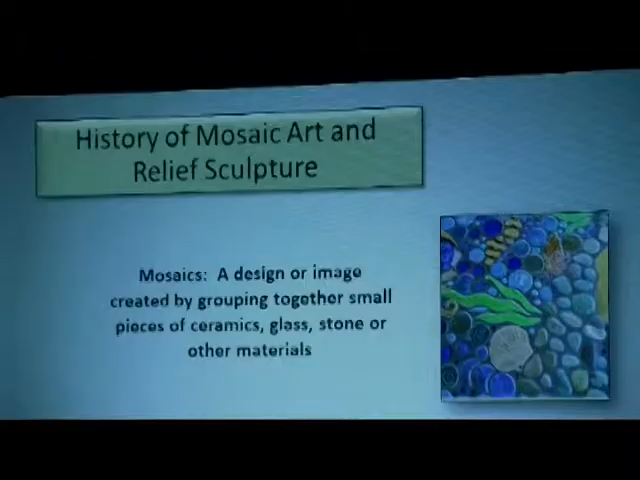 History of Mosaic Art and
Relief Sculpture
Mosaics: A design or image
created by grouping together small
pieces of ceramics, glass, stone or
other materials